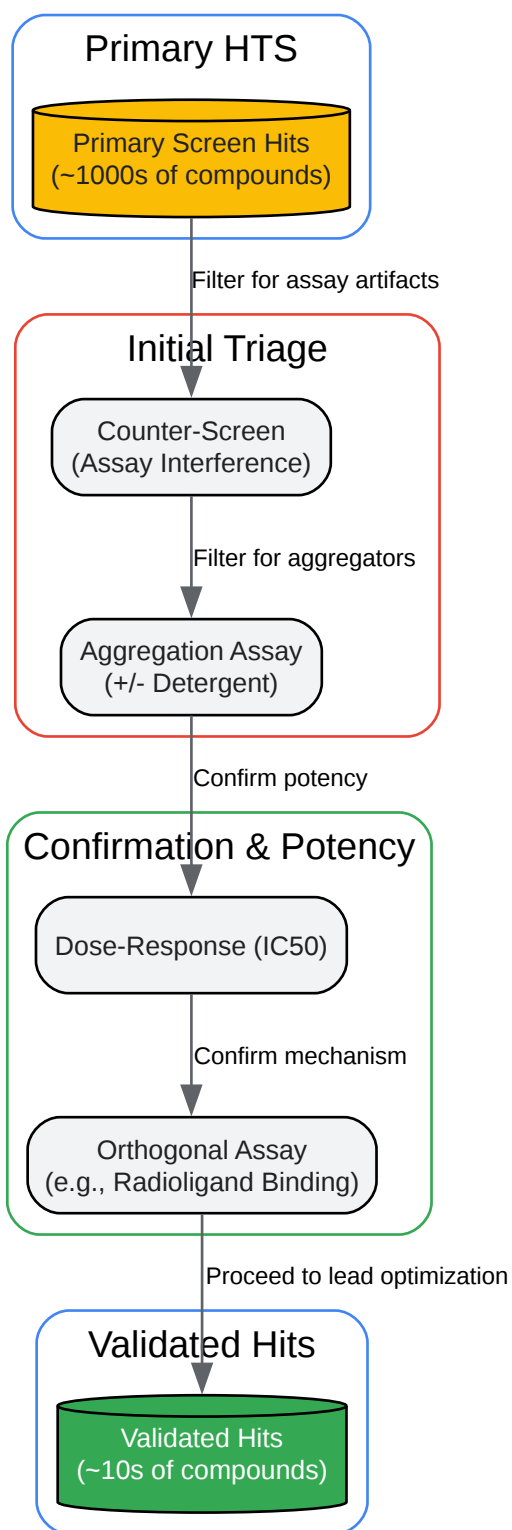 Primary HTS
Primary Screen Hits
(~1000s of compounds)
Filter for assay artifacts
Initial Triage
Counter-Screen
(Assay Interference)
Filter for aggregators
Aggregation Assay
(+/- Detergent)
Confirm potency
Confirmation & Potency
Dose-Response (IC50)
Confirm mechanism
Orthogonal Assay
(e.g., Radioligand Binding)
Proceed to lead optimization
Validated Hits
Validated Hits
(~10s of compounds)